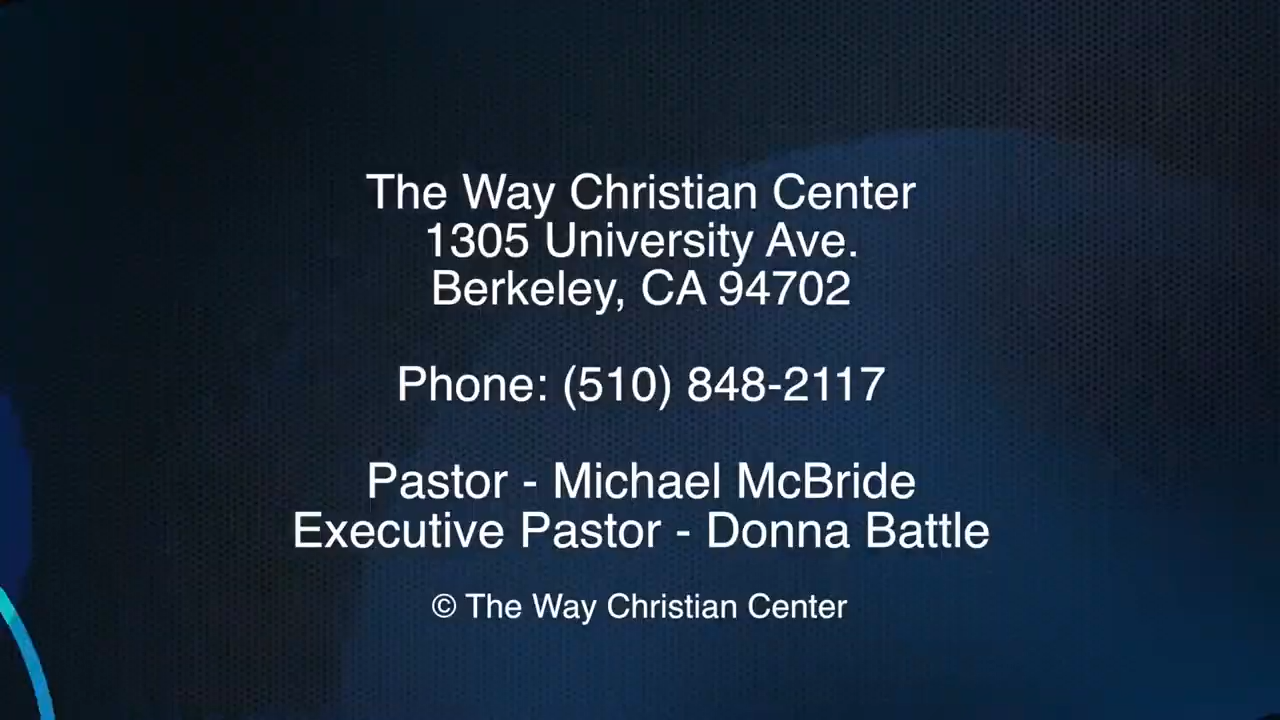 The Way Christian Center
1305 University Ave.
Berkeley, CA 94702
Phone: (510) 848-2117
Pastor - Michael McBride
Executive Pastor - Donna Battle
© The Way Christian Center